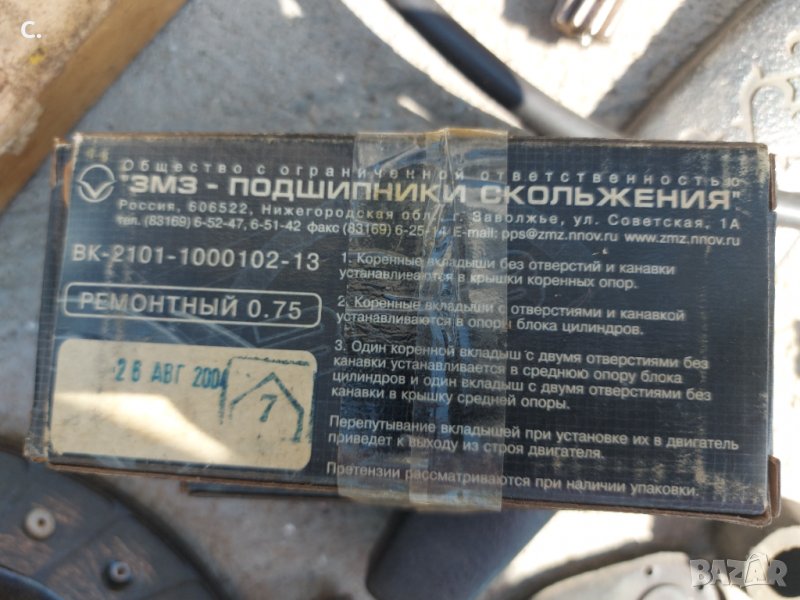 С.
Общество с ограниченной ответственностью
"ЗМЗ - ПОДШИПНИКИ СКОЛЬЖЕНИЯ"
Россия, 606522, Нижегородская обл., г. Заволжье, ул. Советская, 1А
тел. (83169) 6-52-47, 6-51-42 факс (83169) 6-25-14 E-mail: pps@zmz.nnov.ru www.zmz.nnov.ru
ВК-2101-1000102-13
РЕМОНТНЫЙ 0.75
26 АВГ 2004
7
1. Коренные вкладыши без отверстий и канавки
устанавливаются в крышки коренных опор.
2. Коренные вкладыши с отверстиями и канавкой
устанавливаются в опоры блока цилиндров.
3. Один коренной вкладыш с двумя отверстиями без
канавки устанавливается в среднюю опору блока
цилиндров и один вкладыш с двумя отверстиями без
канавки в крышку средней опоры.
Перепутывание вкладышей при установке их в двигатель
приведет к выходу из строя двигателя.
Претензии рассматриваются при наличии упаковки.
BAZAR